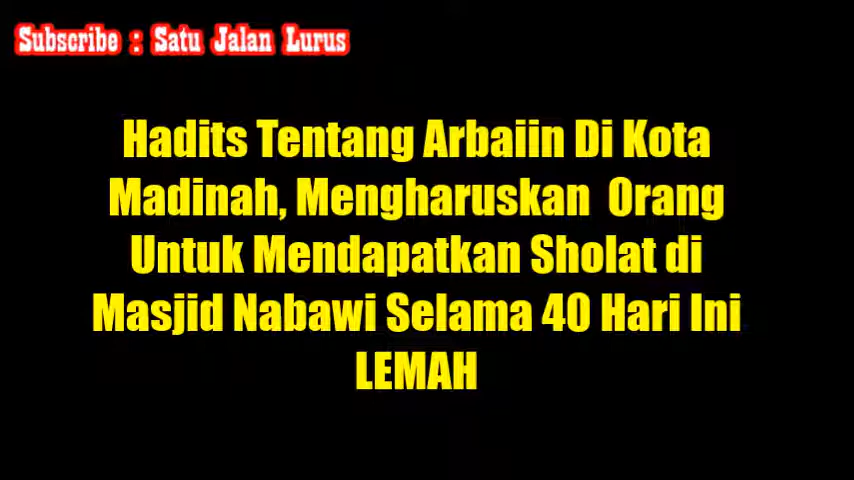 Subscribe : Satu Jalan Lurus
Hadits Tentang Arbaiin Di Kota
Madinah, Mengharuskan Orang
Untuk Mendapatkan Sholat di
Masjid Nabawi Selama 40 Hari Ini
LEMAH